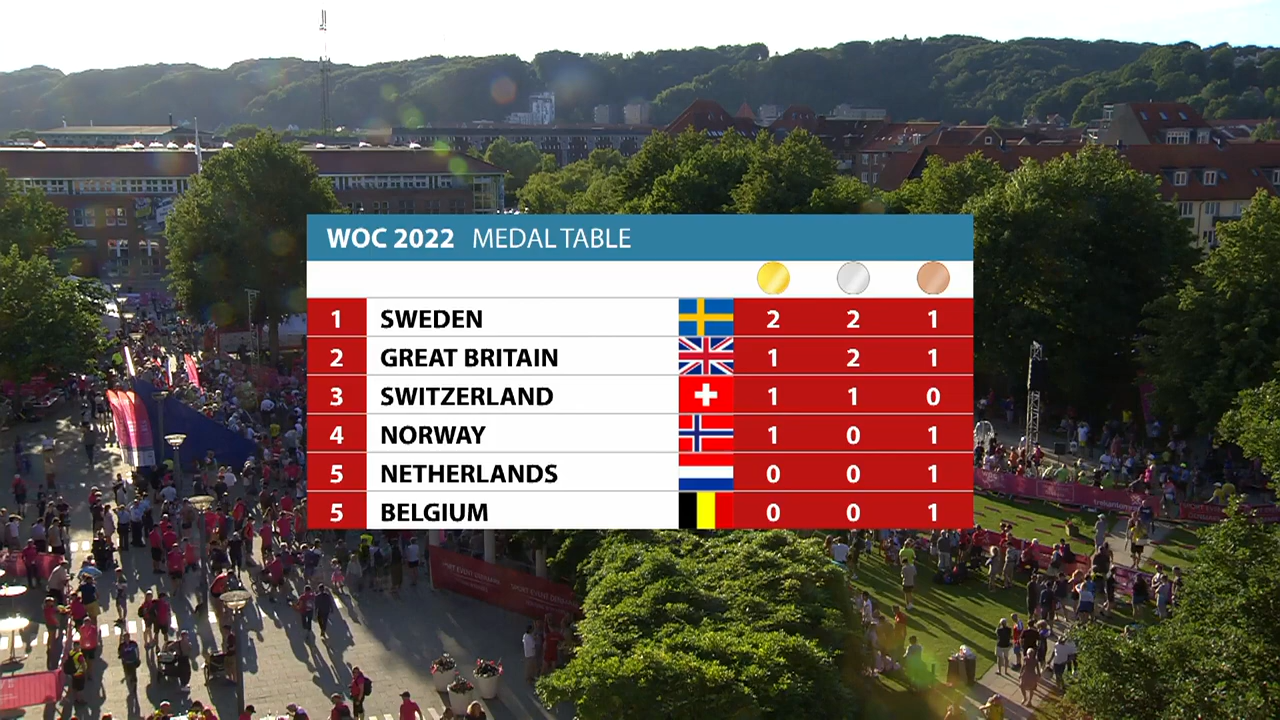 WOC 2022 MEDAL TABLE
1 SWEDEN 2 2 1
2 GREAT BRITAIN 1 2 1
3 SWITZERLAND 1 1 0
4 NORWAY 1 0 1
5 NETHERLANDS 0 0 1
5 BELGIUM 0 0 1